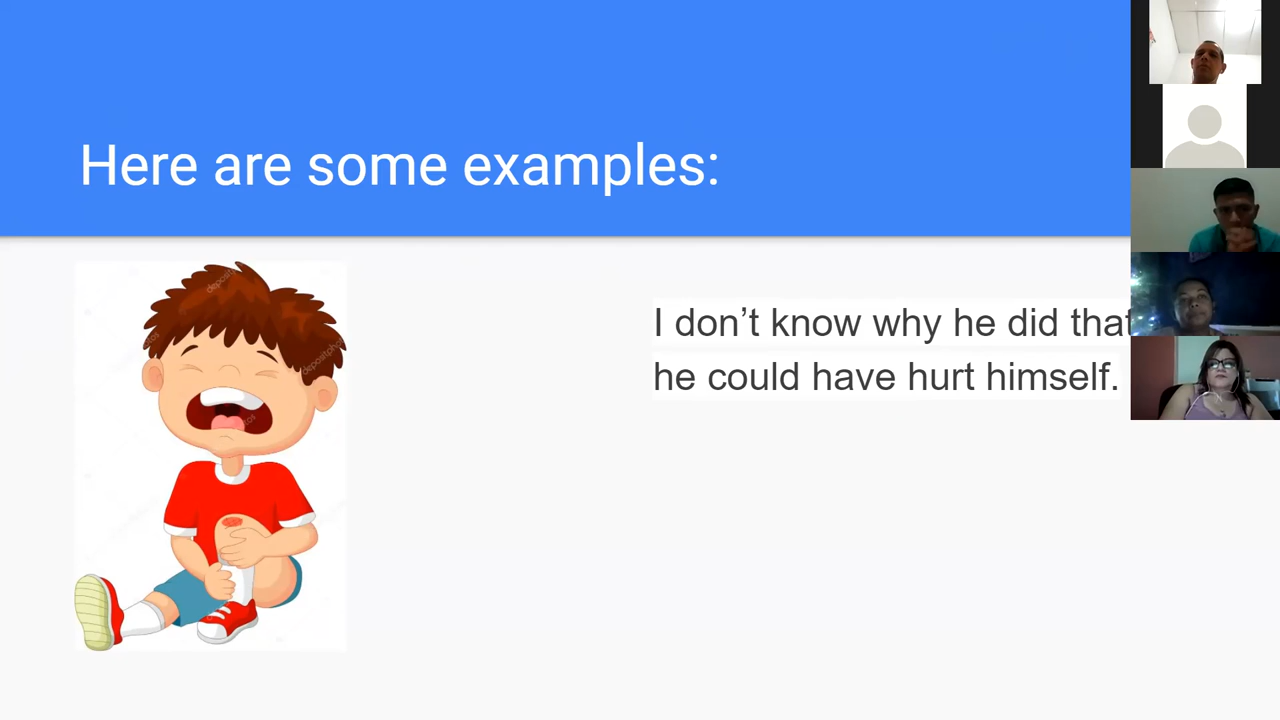 Here are some examples:
I don’t know why he did that
he could have hurt himself.